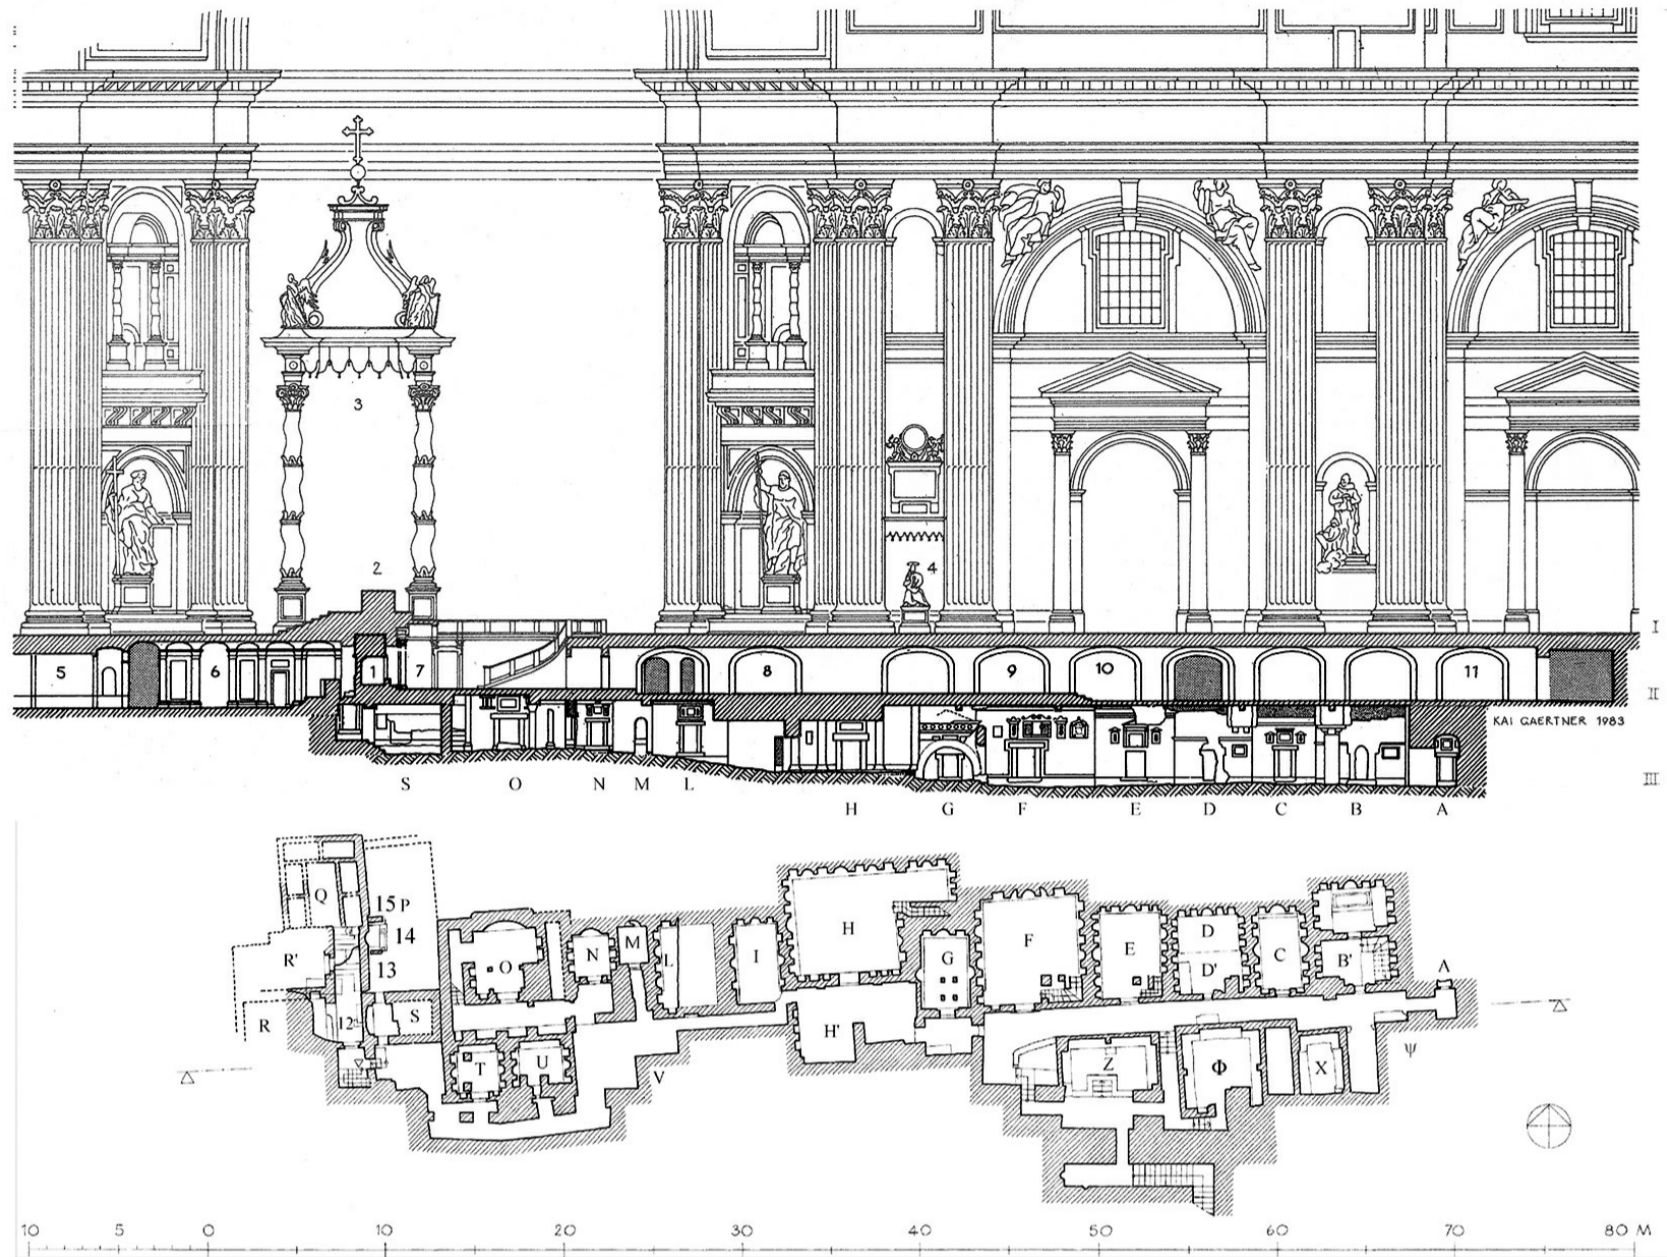 3
2
4
I
5 6 1 7 8 9 10 11
II
KAI GAERTNER 1983
III
S O N M L
H G F E D C B A
Q 15 P
14
13
R'
R
12
S
O N M L I H G F E D C
D'
B'
H'
T U V
Z Φ X Ψ
Λ
10 5 0 10 20 30 40 50 60 70 80 M